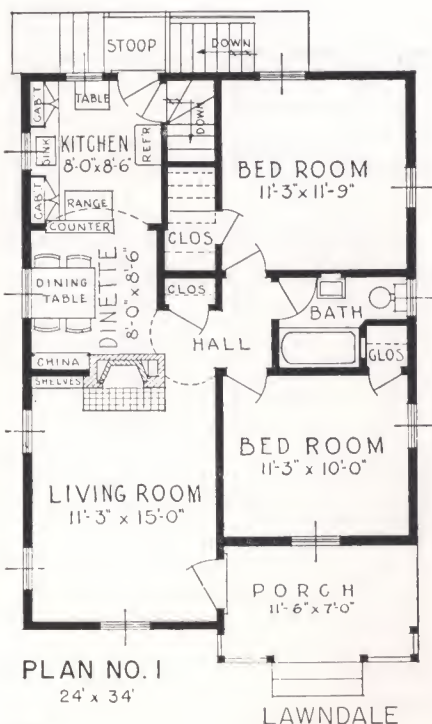 STOOP
DOWN
CAB'T
TABLE
SINK
KITCHEN
8'-0"x8'-6"
REFR
DOWN
CAB'T
RANGE
COUNTER
BED ROOM
11'-3"x11'-9"
CLOS
DINING
TABLE
DINETTE
8'-0"x8'-6"
CLOS
HALL
BATH
CLOS
CHINA
SHELVES
BED ROOM
11'-3" x 10'-0"
LIVING ROOM
11'-3" x 15'-0"
PORCH
11'-6"x7'-0"
PLAN NO. 1
24' x 34'
LAWNDALE